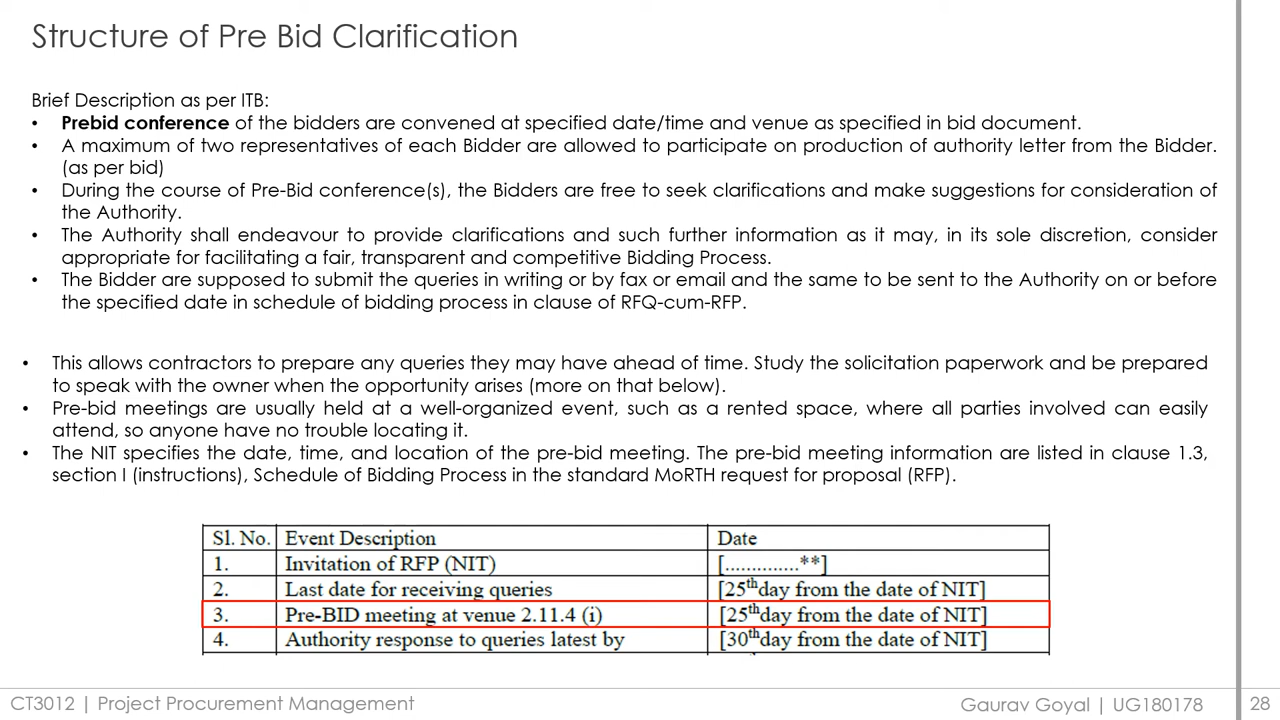 Structure of Pre Bid Clarification
Brief Description as per ITB:
• Prebid conference of the bidders are convened at specified date/time and venue as specified in bid document.
• A maximum of two representatives of each Bidder are allowed to participate on production of authority letter from the Bidder.
(as per bid)
• During the course of Pre-Bid conference(s), the Bidders are free to seek clarifications and make suggestions for consideration of
the Authority.
• The Authority shall endeavour to provide clarifications and such further information as it may, in its sole discretion, consider
appropriate for facilitating a fair, transparent and competitive Bidding Process.
• The Bidder are supposed to submit the queries in writing or by fax or email and the same to be sent to the Authority on or before
the specified date in schedule of bidding process in clause of RFQ-cum-RFP.
• This allows contractors to prepare any queries they may have ahead of time. Study the solicitation paperwork and be prepared
to speak with the owner when the opportunity arises (more on that below).
• Pre-bid meetings are usually held at a well-organized event, such as a rented space, where all parties involved can easily
attend, so anyone have no trouble locating it.
• The NIT specifies the date, time, and location of the pre-bid meeting. The pre-bid meeting information are listed in clause 1.3,
section I (instructions), Schedule of Bidding Process in the standard MoRTH request for proposal (RFP).
Sl. No. Event Description Date
1. Invitation of RFP (NIT) [..............**]
2. Last date for receiving queries [25th day from the date of NIT]
3. Pre-BID meeting at venue 2.11.4 (i) [25th day from the date of NIT]
4. Authority response to queries latest by [30th day from the date of NIT]
CT3012 | Project Procurement Management Gaurav Goyal | UG180178 28